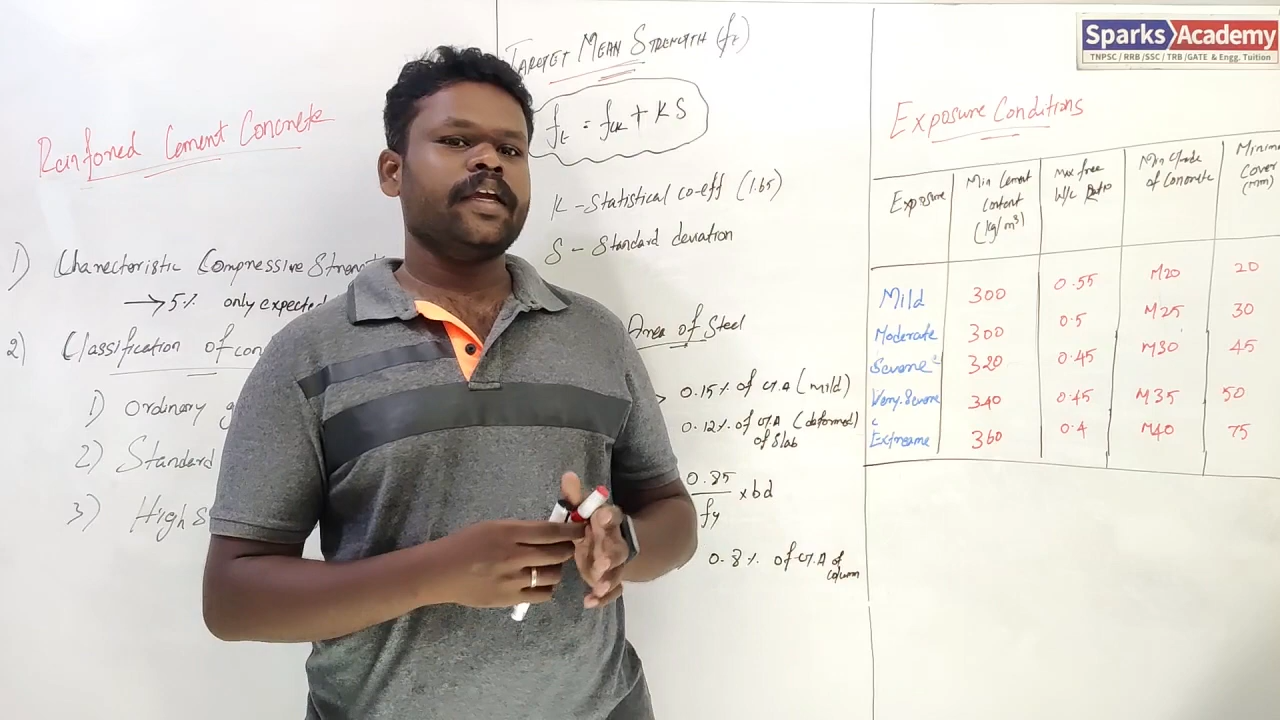 Reinforced Cement Concrete
1) Charecteristic Compressive Strength
→ 5% only expected
2) Classification of con
1) Ordinary g
2) Standard
3) High S
TARGET MEAN STRENGTH (ft)
ft = fck + K S
K - Statistical co-eff (1.65)
S - Standard deviation
Area of Steel
0.15% of G.A (mild)
0.12% of G.A (deformed)
of Slab
0.85
fy
× bd
0.8% of G.A of
column
Sparks Academy
TNPSC / RRB / SSC / TRB / GATE & Engg. Tuition
Exposure Conditions
Exposure | Min Cement Content (kg/m³) | Max free W/c Ratio | Min Grade of Concrete | Minimu Cover (mm)
Mild 300 0.55 M20 20
Moderate 300 0.5 M25 30
Severe 320 0.45 M30 45
Very.Severe 340 0.45 M35 50
Extreme 360 0.4 M40 75